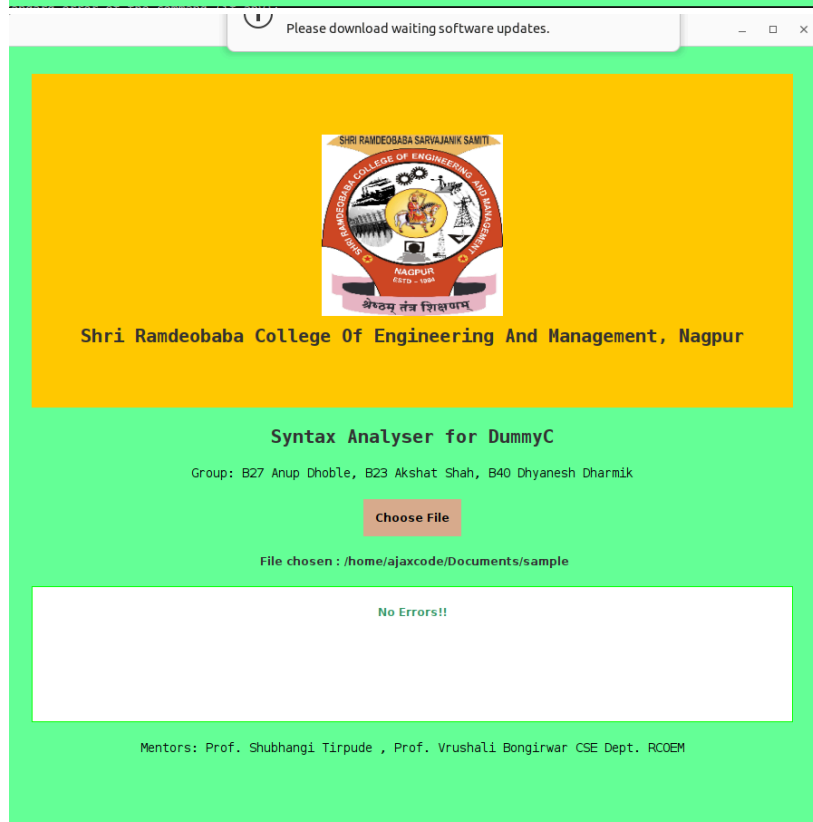 Please download waiting software updates.
SHRI RAMDEOBABA SARVAJANIK SAMITI
SHRI RAMDEOBABA COLLEGE OF ENGINEERING AND MANAGEMENT
NAGPUR
ESTD - 1984
श्रेष्ठम् तंत्र शिक्षणम्
Shri Ramdeobaba College Of Engineering And Management, Nagpur
Syntax Analyser for DummyC
Group: B27 Anup Dhoble, B23 Akshat Shah, B40 Dhyanesh Dharmik
Choose File
File chosen : /home/ajaxcode/Documents/sample
No Errors!!
Mentors: Prof. Shubhangi Tirpude , Prof. Vrushali Bongirwar CSE Dept. RCOEM